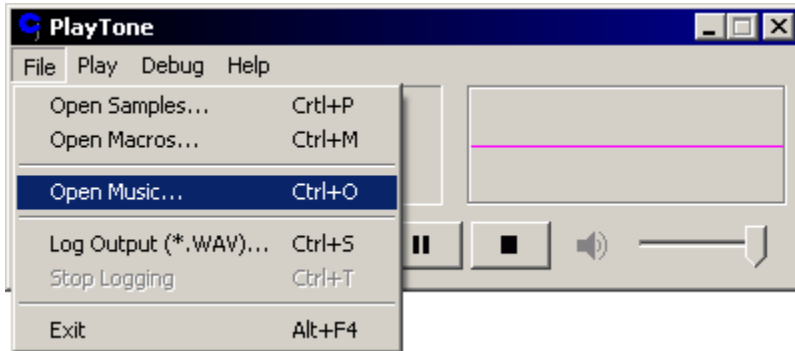 PlayTone
File Play Debug Help
Open Samples... Crtl+P
Open Macros... Ctrl+M
Open Music... Ctrl+O
Log Output (*.WAV)... Ctrl+S
Stop Logging Ctrl+T
Exit Alt+F4